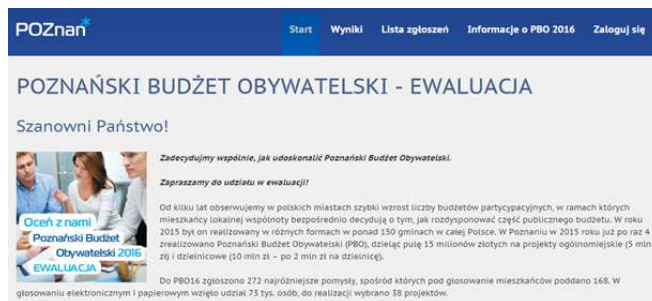 POZnan*
Start Wyniki Lista zgłoszeń Informacje o PBO 2016 Zaloguj się
POZNAŃSKI BUDŻET OBYWATELSKI - EWALUACJA
Szanowni Państwo!
Zadecydujmy wspólnie, jak udoskonalić Poznański Budżet Obywatelski.
Zapraszamy do udziału w ewaluacji!
Oceń z nami
Poznański Budżet
Obywatelski 2016
EWALUACJA
Od kilku lat obserwujemy w polskich miastach szybki wzrost liczby budżetów partycypacyjnych, w ramach których
mieszkańcy lokalnej wspólnoty bezpośrednio decydują o tym, jak rozdysponować część publicznego budżetu. W roku
2015 był on realizowany w różnych formach w ponad 150 gminach w całej Polsce. W Poznaniu w 2015 roku już po raz 4
zrealizowano Poznański Budżet Obywatelski (PBO), dzieląc pulę 15 milionów złotych na projekty ogólnomiejskie (5 mln
zł) i dzielnicowe (10 mln zł – po 2 mln zł na dzielnicę).
Do PBO16 zgłoszono 272 najróżniejsze pomysły, spośród których pod głosowanie mieszkańców poddano 168. W
głosowaniu elektronicznym i papierowym wzięło udział 73 tys. osób, do realizacji wybrano 38 projektów.